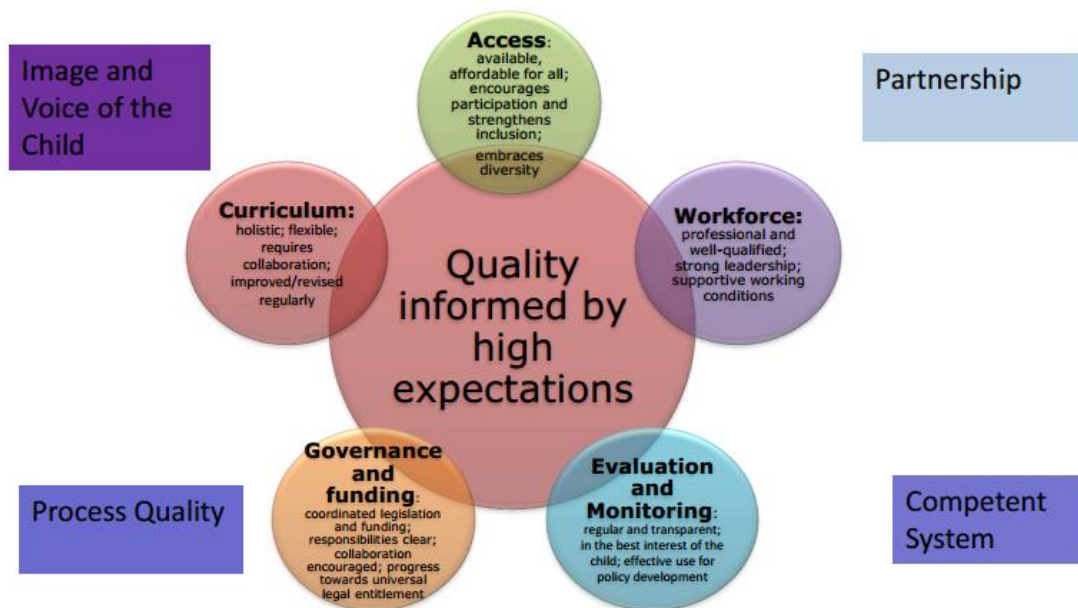 Image and
Voice of the
Child
Access:
available,
affordable for all;
encourages
participation and
strengthens
inclusion;
embraces
diversity
Partnership
Curriculum:
holistic; flexible;
requires
collaboration;
improved/revised
regularly
Quality
informed by
high
expectations
Workforce:
professional and
well-qualified;
strong leadership;
supportive working
conditions
Process Quality
Governance
and
funding:
coordinated legislation
and funding;
responsibilities clear;
collaboration
encouraged; progress
towards universal
legal entitlement
Evaluation
and
Monitoring:
regular and transparent;
in the best interest of the
child; effective use for
policy development
Competent
System